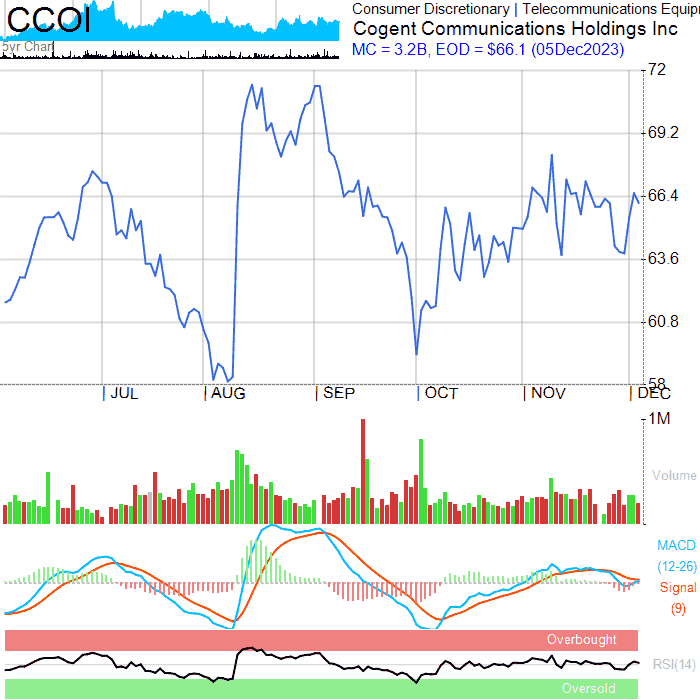 CCOI
5yr Chart
Consumer Discretionary | Telecommunications Equip
Cogent Communications Holdings Inc
MC = 3.2B, EOD = $66.1 (05Dec2023)
72
69.2
66.4
63.6
60.8
58
JUL AUG SEP OCT NOV DEC
1M
Volume
MACD
(12-26)
Signal
(9)
Overbought
RSI(14)
Oversold